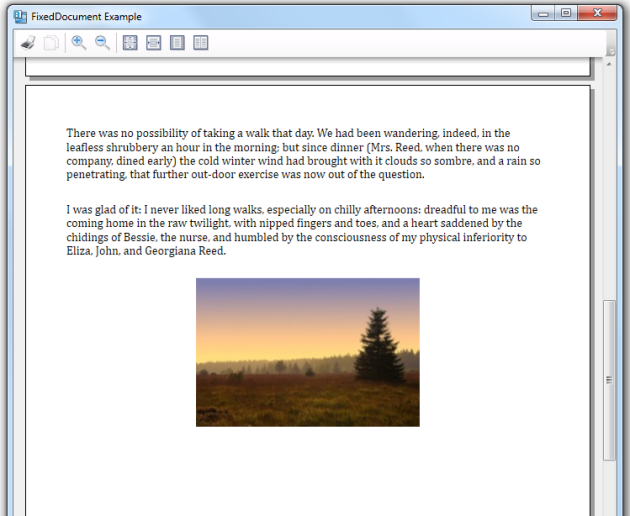 FixedDocument Example
There was no possibility of taking a walk that day. We had been wandering, indeed, in the
leafless shrubbery an hour in the morning; but since dinner (Mrs. Reed, when there was no
company, dined early) the cold winter wind had brought with it clouds so sombre, and a rain so
penetrating, that further out-door exercise was now out of the question.
I was glad of it: I never liked long walks, especially on chilly afternoons: dreadful to me was the
coming home in the raw twilight, with nipped fingers and toes, and a heart saddened by the
chidings of Bessie, the nurse, and humbled by the consciousness of my physical inferiority to
Eliza, John, and Georgiana Reed.